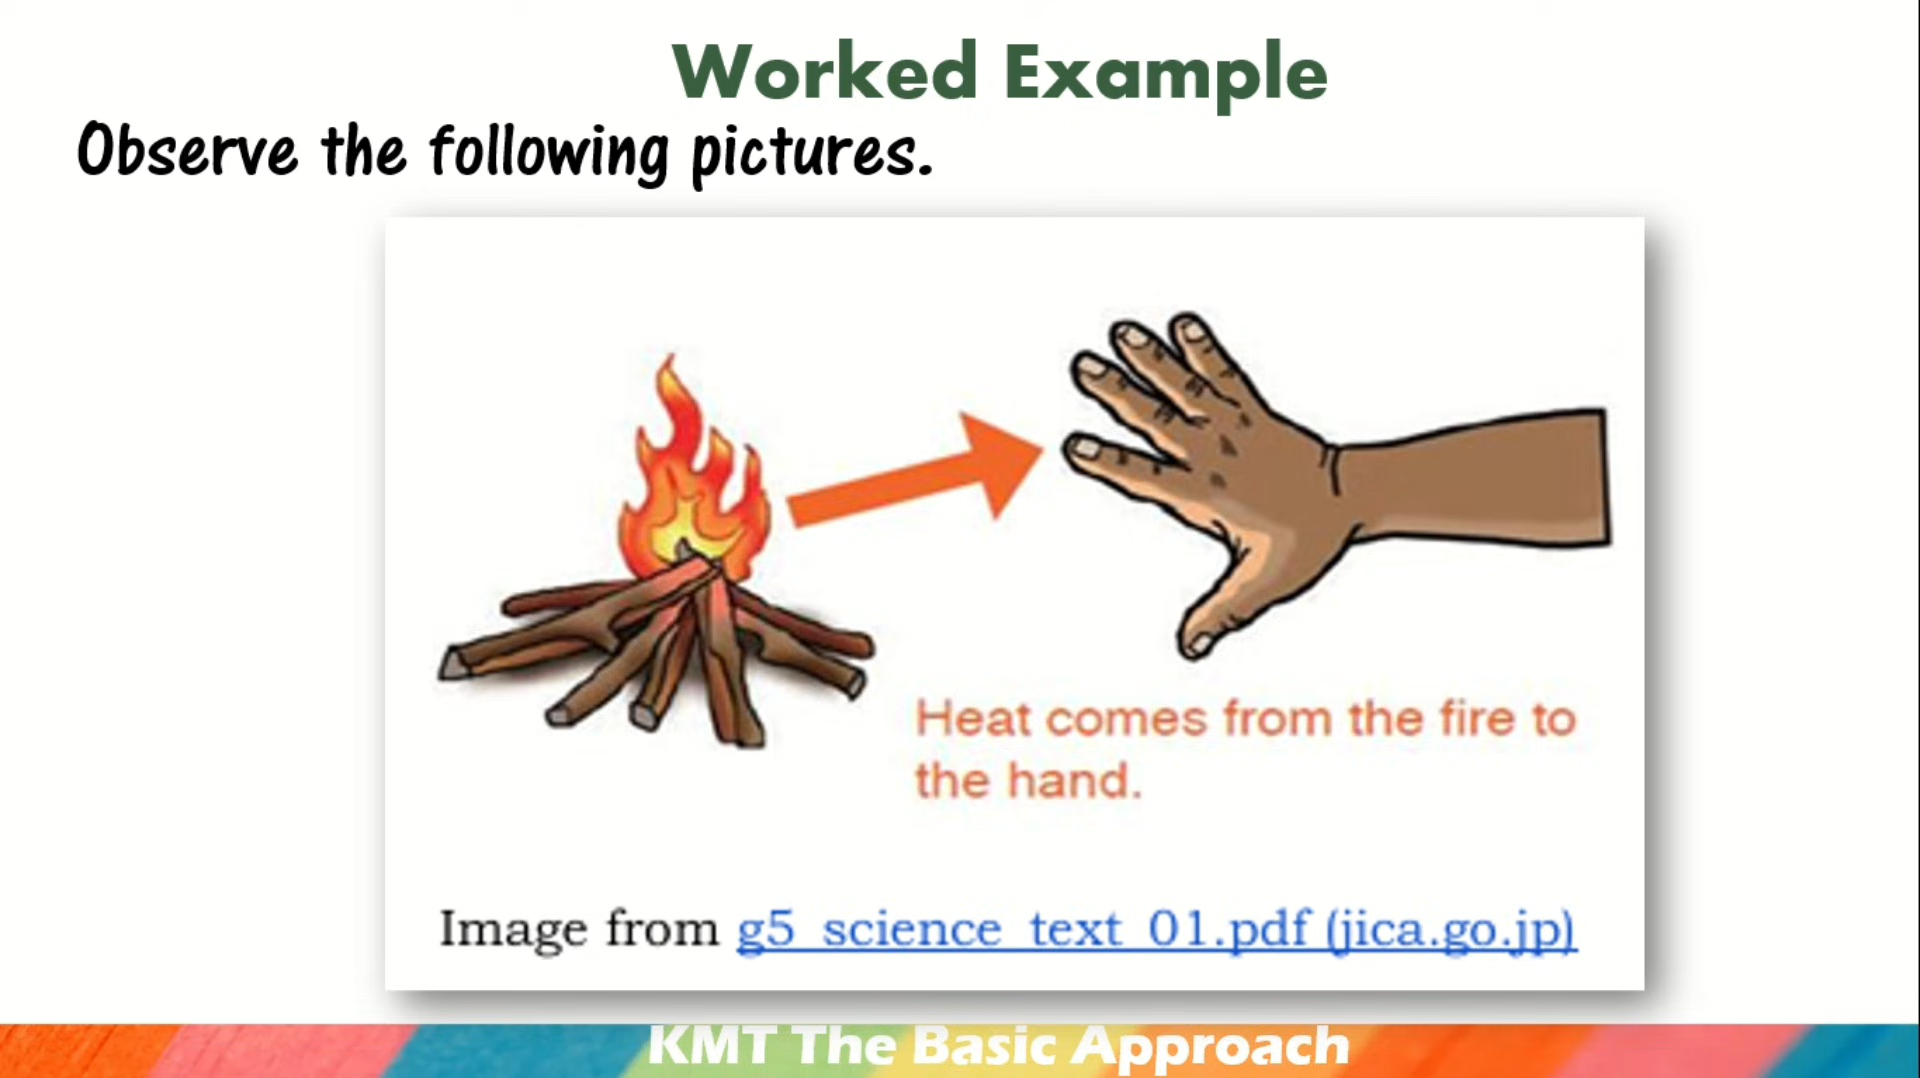 Worked Example
Observe the following pictures.
Heat comes from the fire to
the hand.
Image from g5_science_text_01.pdf (jica.go.jp)
KMT The Basic Approach